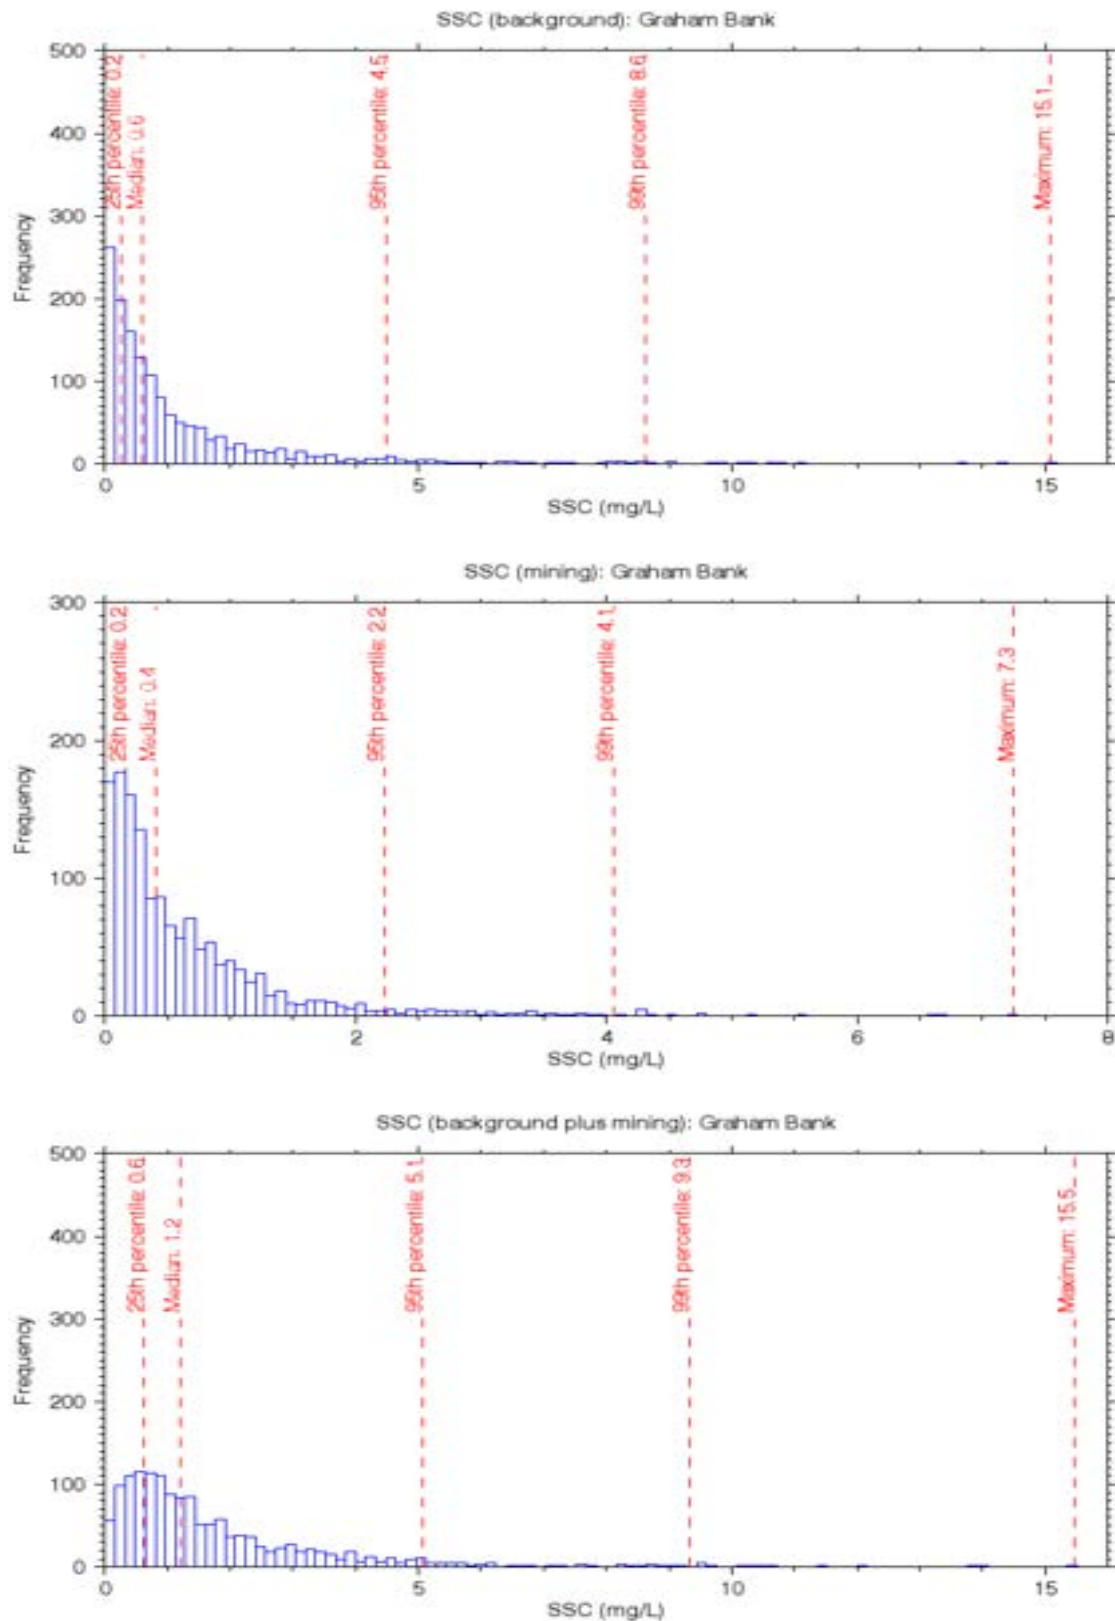 SSC (background): Graham Bank
500
400
300
200
100
0
Frequency
25th percentile: 0.2
Median: 0.6
95th percentile: 4.5
99th percentile: 8.6
Maximum: 15.1
0 5 10 15
SSC (mg/L)
SSC (mining): Graham Bank
300
200
100
0
Frequency
25th percentile: 0.2
Median: 0.4
95th percentile: 2.2
99th percentile: 4.1
Maximum: 7.3
0 2 4 6 8
SSC (mg/L)
SSC (background plus mining): Graham Bank
500
400
300
200
100
0
Frequency
25th percentile: 0.6
Median: 1.2
95th percentile: 5.1
99th percentile: 9.3
Maximum: 15.5
0 5 10 15
SSC (mg/L)